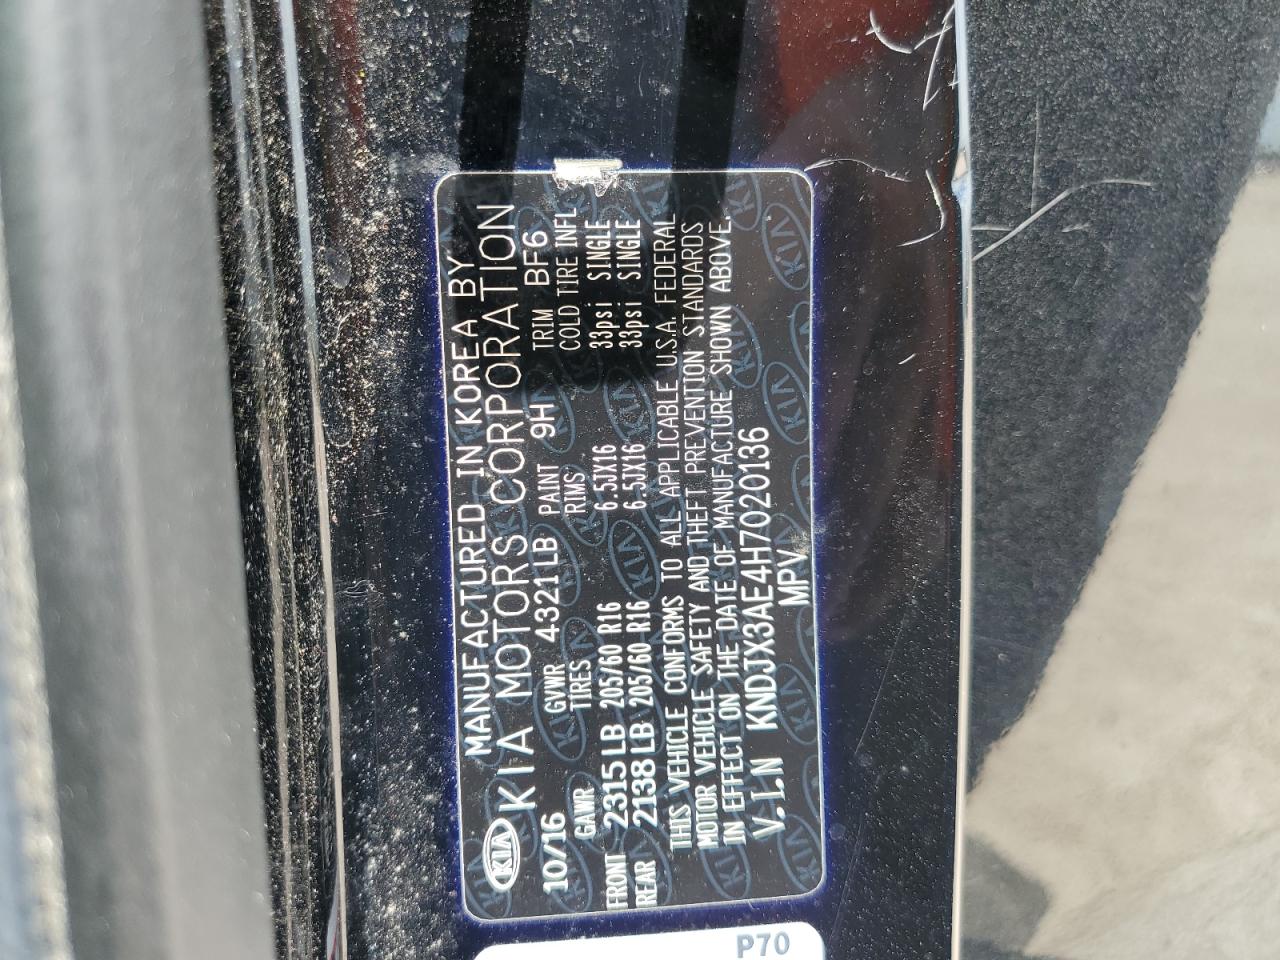 MANUFACTURED IN KOREA BY
KIA KIA MOTORS CORPORATION
10/16 GVWR 4321LB PAINT 9H TRIM BF6
GAWR TIRES RIMS COLD TIRE INFL
FRONT 2315LB 205/60 R16 6.5JX16 33psi SINGLE
REAR 2138LB 205/60 R16 6.5JX16 33psi SINGLE
THIS VEHICLE CONFORMS TO ALL APPLICABLE U.S.A. FEDERAL
MOTOR VEHICLE SAFETY AND THEFT PREVENTION STANDARDS
IN EFFECT ON THE DATE OF MANUFACTURE SHOWN ABOVE.
V.I.N KNDJX3AE4H7020136
MPV
P70